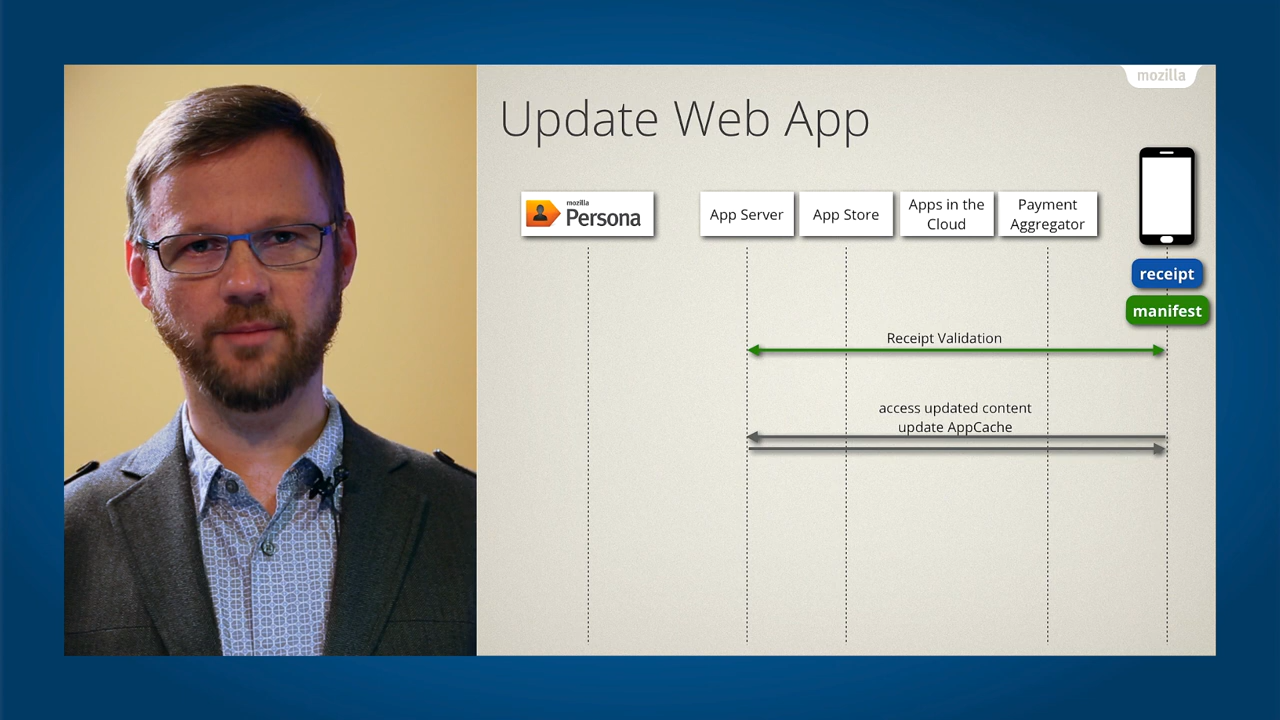 mozilla
Update Web App
mozilla
Persona
App Server
App Store
Apps in the
Cloud
Payment
Aggregator
receipt
manifest
Receipt Validation
access updated content
update AppCache